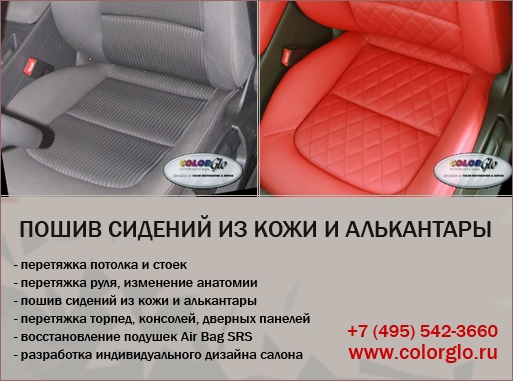 COLORGlo
COLORGlo
ПОШИВ СИДЕНИЙ ИЗ КОЖИ И АЛЬКАНТАРЫ
- перетяжка потолка и стоек
- перетяжка руля, изменение анатомии
- пошив сидений из кожи и алькантары
- перетяжка торпед, консолей, дверных панелей
- восстановление подушек Air Bag SRS
- разработка индивидуального дизайна салона
+7 (495) 542-3660
www.colorglo.ru